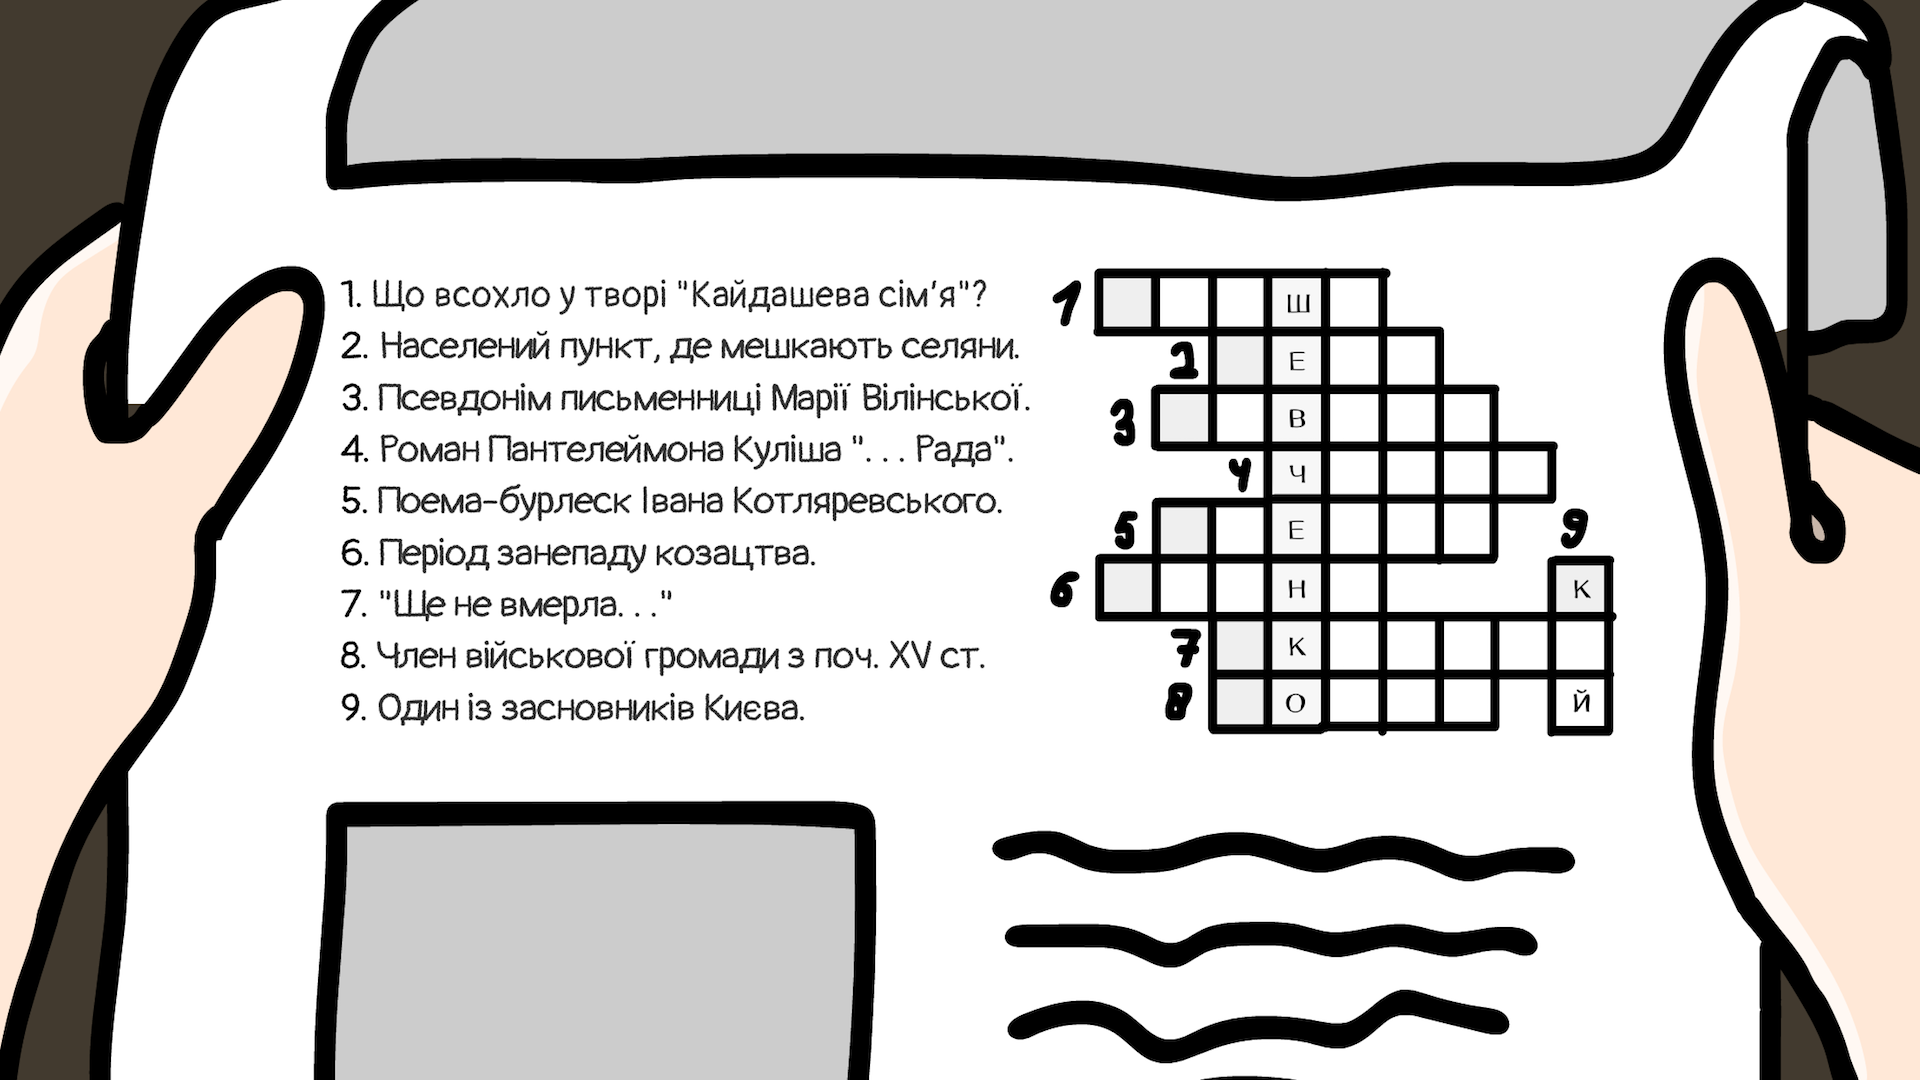 1. Що всохло у творі "Кайдашева сім'я"?
2. Населений пункт, де мешкають селяни.
3. Псевдонім письменниці Марії Вілінської.
4. Роман Пантелеймона Куліша ". . . Рада".
5. Поема-бурлеск Івана Котляревського.
6. Період занепаду козацтва.
7. "Ще не вмерла. . ."
8. Член військової громади з поч. XV ст.
9. Один із засновників Києва.
1 Ш
2 Е
3 В
4 Ч
5 Е 9
6 Н К
7 К
8 О Й